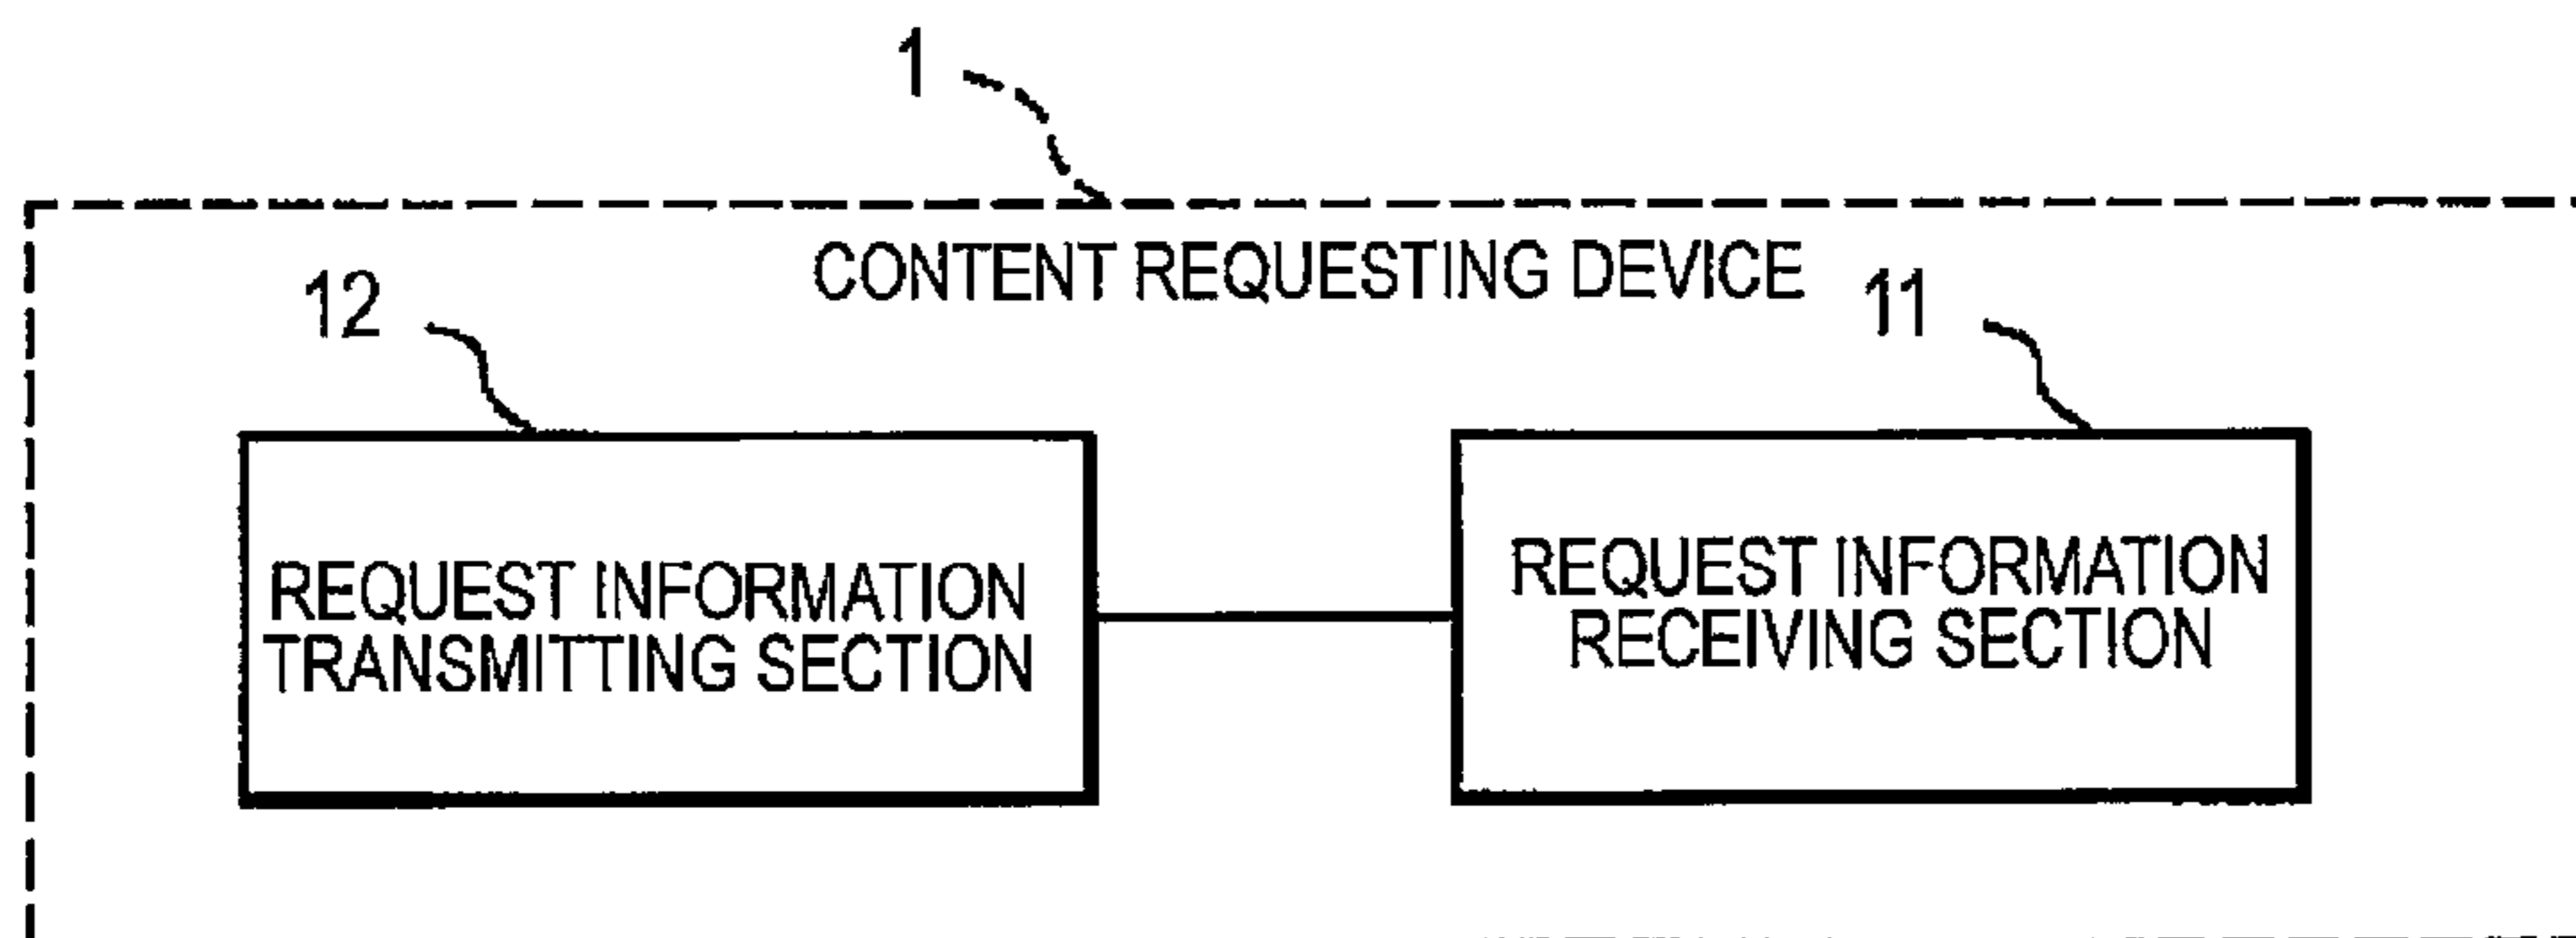 1
CONTENT REQUESTING DEVICE
12
11
REQUEST INFORMATION
TRANSMITTING SECTION
REQUEST INFORMATION
RECEIVING SECTION